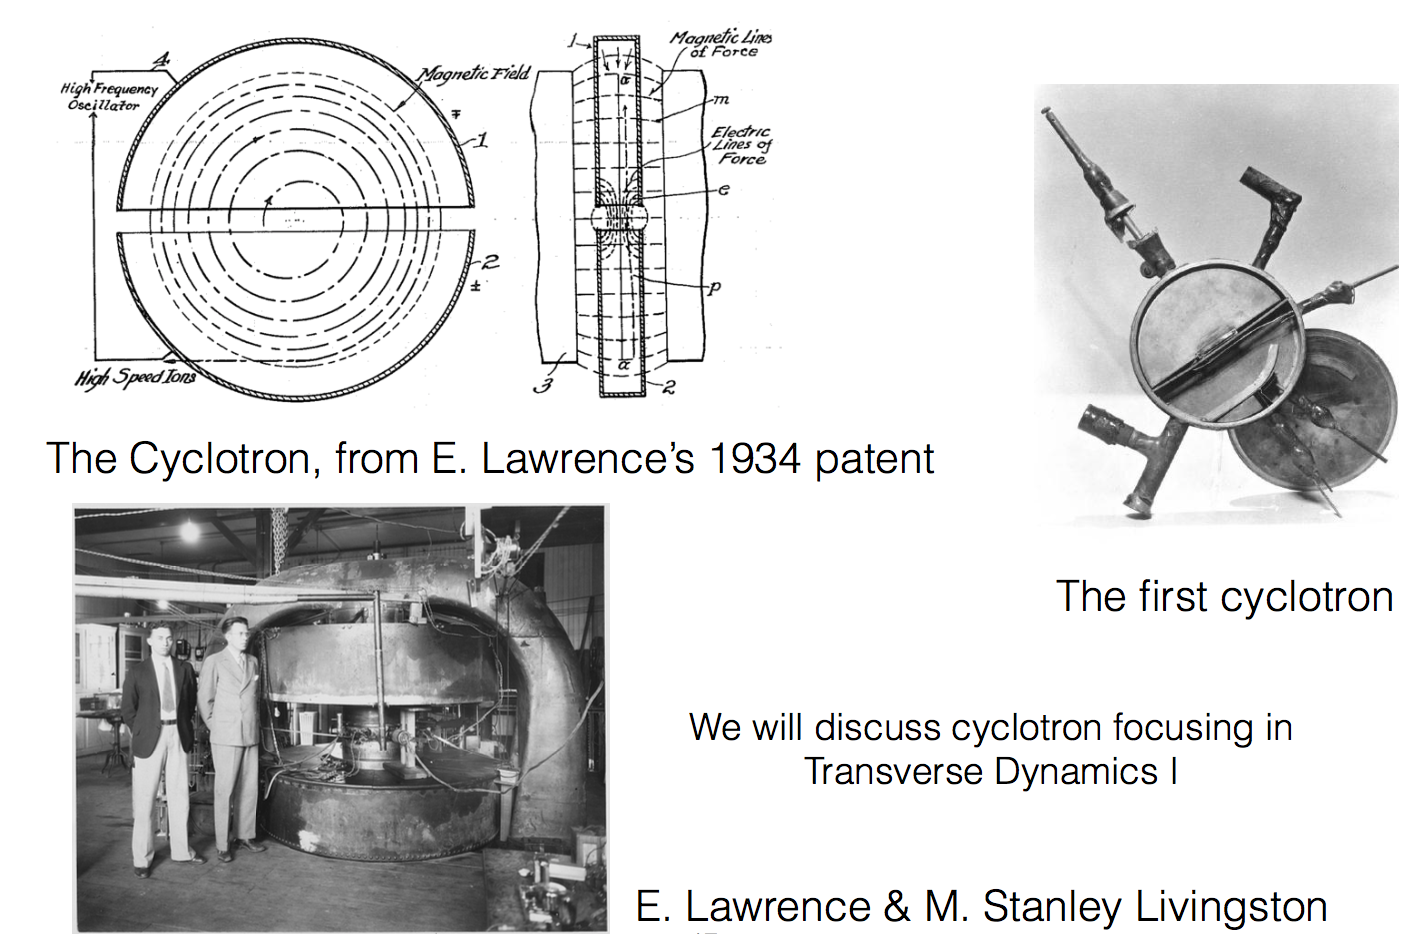 4
High Frequency
Oscillator
Magnetic Field
∓
1
2
±
High Speed Ions
1
Magnetic Lines
of Force
a
m
Electric
Lines of
Force
e
p
a
3
2
The Cyclotron, from E. Lawrence's 1934 patent
The first cyclotron
We will discuss cyclotron focusing in
Transverse Dynamics I
E. Lawrence & M. Stanley Livingston